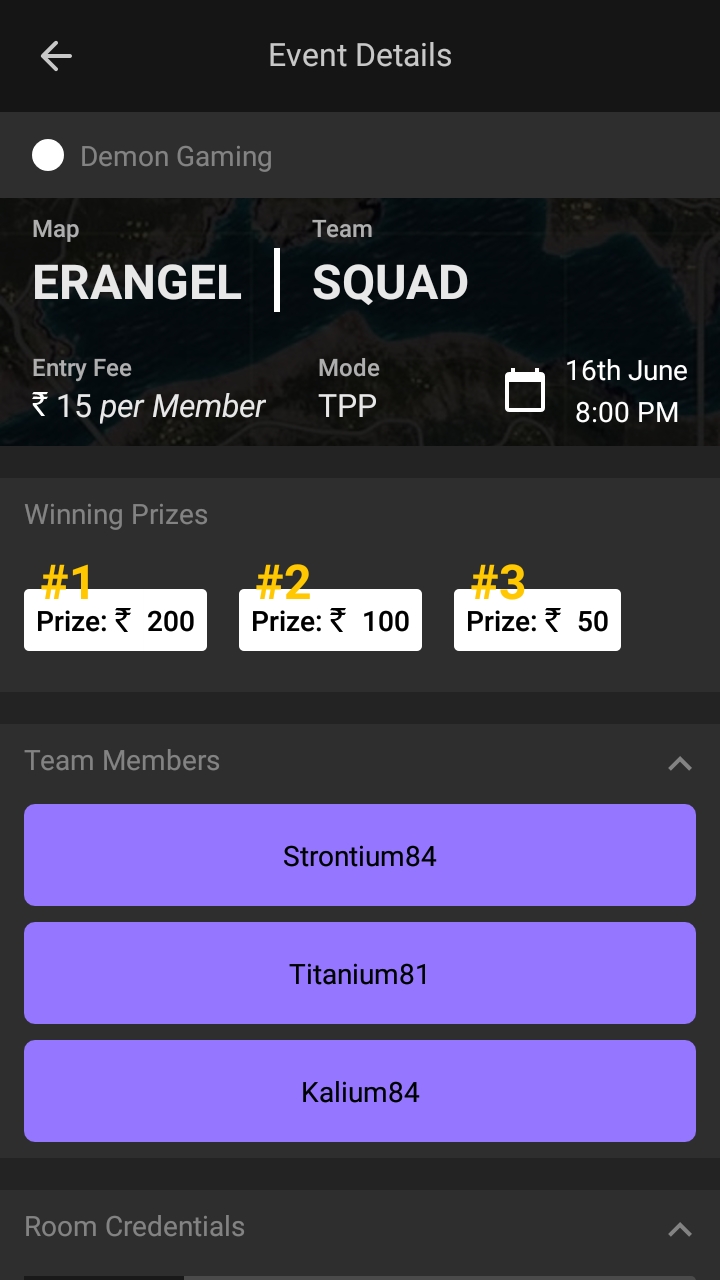 Event Details
Demon Gaming
Map Team
ERANGEL SQUAD
Entry Fee Mode
₹ 15 per Member TPP
16th June
8:00 PM
Winning Prizes
#1 #2 #3
Prize: ₹ 200 Prize: ₹ 100 Prize: ₹ 50
Team Members
Strontium84
Titanium81
Kalium84
Room Credentials